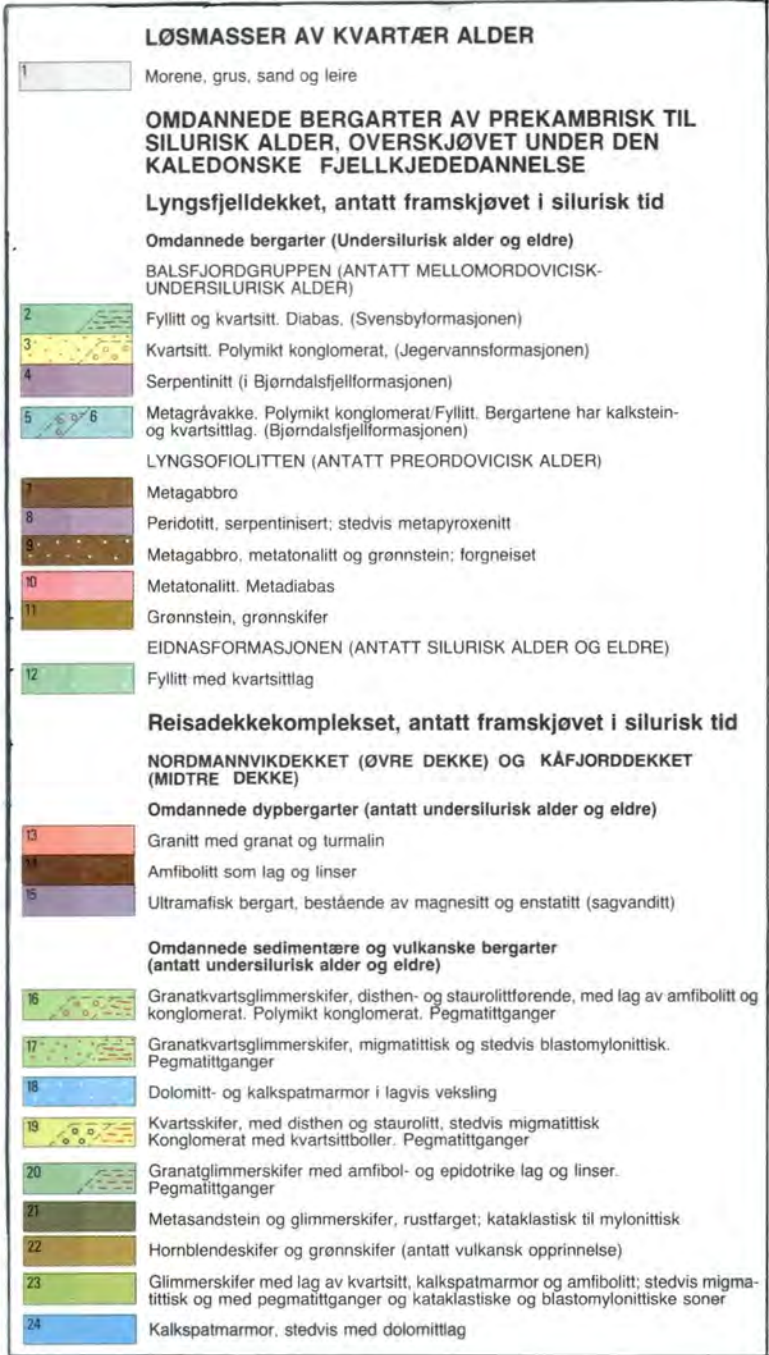 LØSMASSER AV KVARTÆR ALDER
1 Morene, grus, sand og leire
OMDANNEDE BERGARTER AV PREKAMBRISK TIL
SILURISK ALDER, OVERSKJØVET UNDER DEN
KALEDONSKE FJELLKJEDEDANNELSE
Lyngsfjelldekket, antatt framskjøvet i silurisk tid
Omdannede bergarter (Undersilurisk alder og eldre)
BALSFJORDGRUPPEN (ANTATT MELLOMORDOVICISK-
UNDERSILURISK ALDER)
2 Fyllitt og kvartsitt. Diabas, (Svensbyformasjonen)
3 Kvartsitt. Polymikt konglomerat, (Jegervannsformasjonen)
4 Serpentinitt (i Bjørndalsfjellformasjonen)
5 6 Metagråvakke. Polymikt konglomerat/Fyllitt. Bergartene har kalkstein-
og kvartsittlag. (Bjørndalsfjellformasjonen)
LYNGSOFIOLITTEN (ANTATT PREORDOVICISK ALDER)
7 Metagabbro
8 Peridotitt, serpentinisert; stedvis metapyroxenitt
9 Metagabbro, metatonalitt og grønnstein; forgneiset
10 Metatonalitt. Metadiabas
11 Grønnstein, grønnskifer
EIDNASFORMASJONEN (ANTATT SILURISK ALDER OG ELDRE)
12 Fyllitt med kvartsittlag
Reisadekkekomplekset, antatt framskjøvet i silurisk tid
NORDMANNVIKDEKKET (ØVRE DEKKE) OG KÅFJORDDEKKET
(MIDTRE DEKKE)
Omdannede dypbergarter (antatt undersilurisk alder og eldre)
13 Granitt med granat og turmalin
14 Amfibolitt som lag og linser
15 Ultramafisk bergart, bestående av magnesitt og enstatitt (sagvanditt)
Omdannede sedimentære og vulkanske bergarter
(antatt undersilurisk alder og eldre)
16 Granatkvartsglimmerskifer, disthen- og staurolittførende, med lag av amfibolitt og
konglomerat. Polymikt konglomerat. Pegmatittganger
17 Granatkvartsglimmerskifer, migmatittisk og stedvis blastomylonittisk.
Pegmatittganger
18 Dolomitt- og kalkspatmarmor i lagvis veksling
19 Kvartsskifer, med disthen og staurolitt, stedvis migmatittisk
Konglomerat med kvartsittboller. Pegmatittganger
20 Granatglimmerskifer med amfibol- og epidotrike lag og linser.
Pegmatittganger
21 Metasandstein og glimmerskifer, rustfarget; kataklastisk til mylonittisk
22 Hornblendeskifer og grønnskifer (antatt vulkansk opprinnelse)
23 Glimmerskifer med lag av kvartsitt, kalkspatmarmor og amfibolitt; stedvis migma-
tittisk og med pegmatittganger og kataklastiske og blastomylonittiske soner
24 Kalkspatmarmor, stedvis med dolomittlag